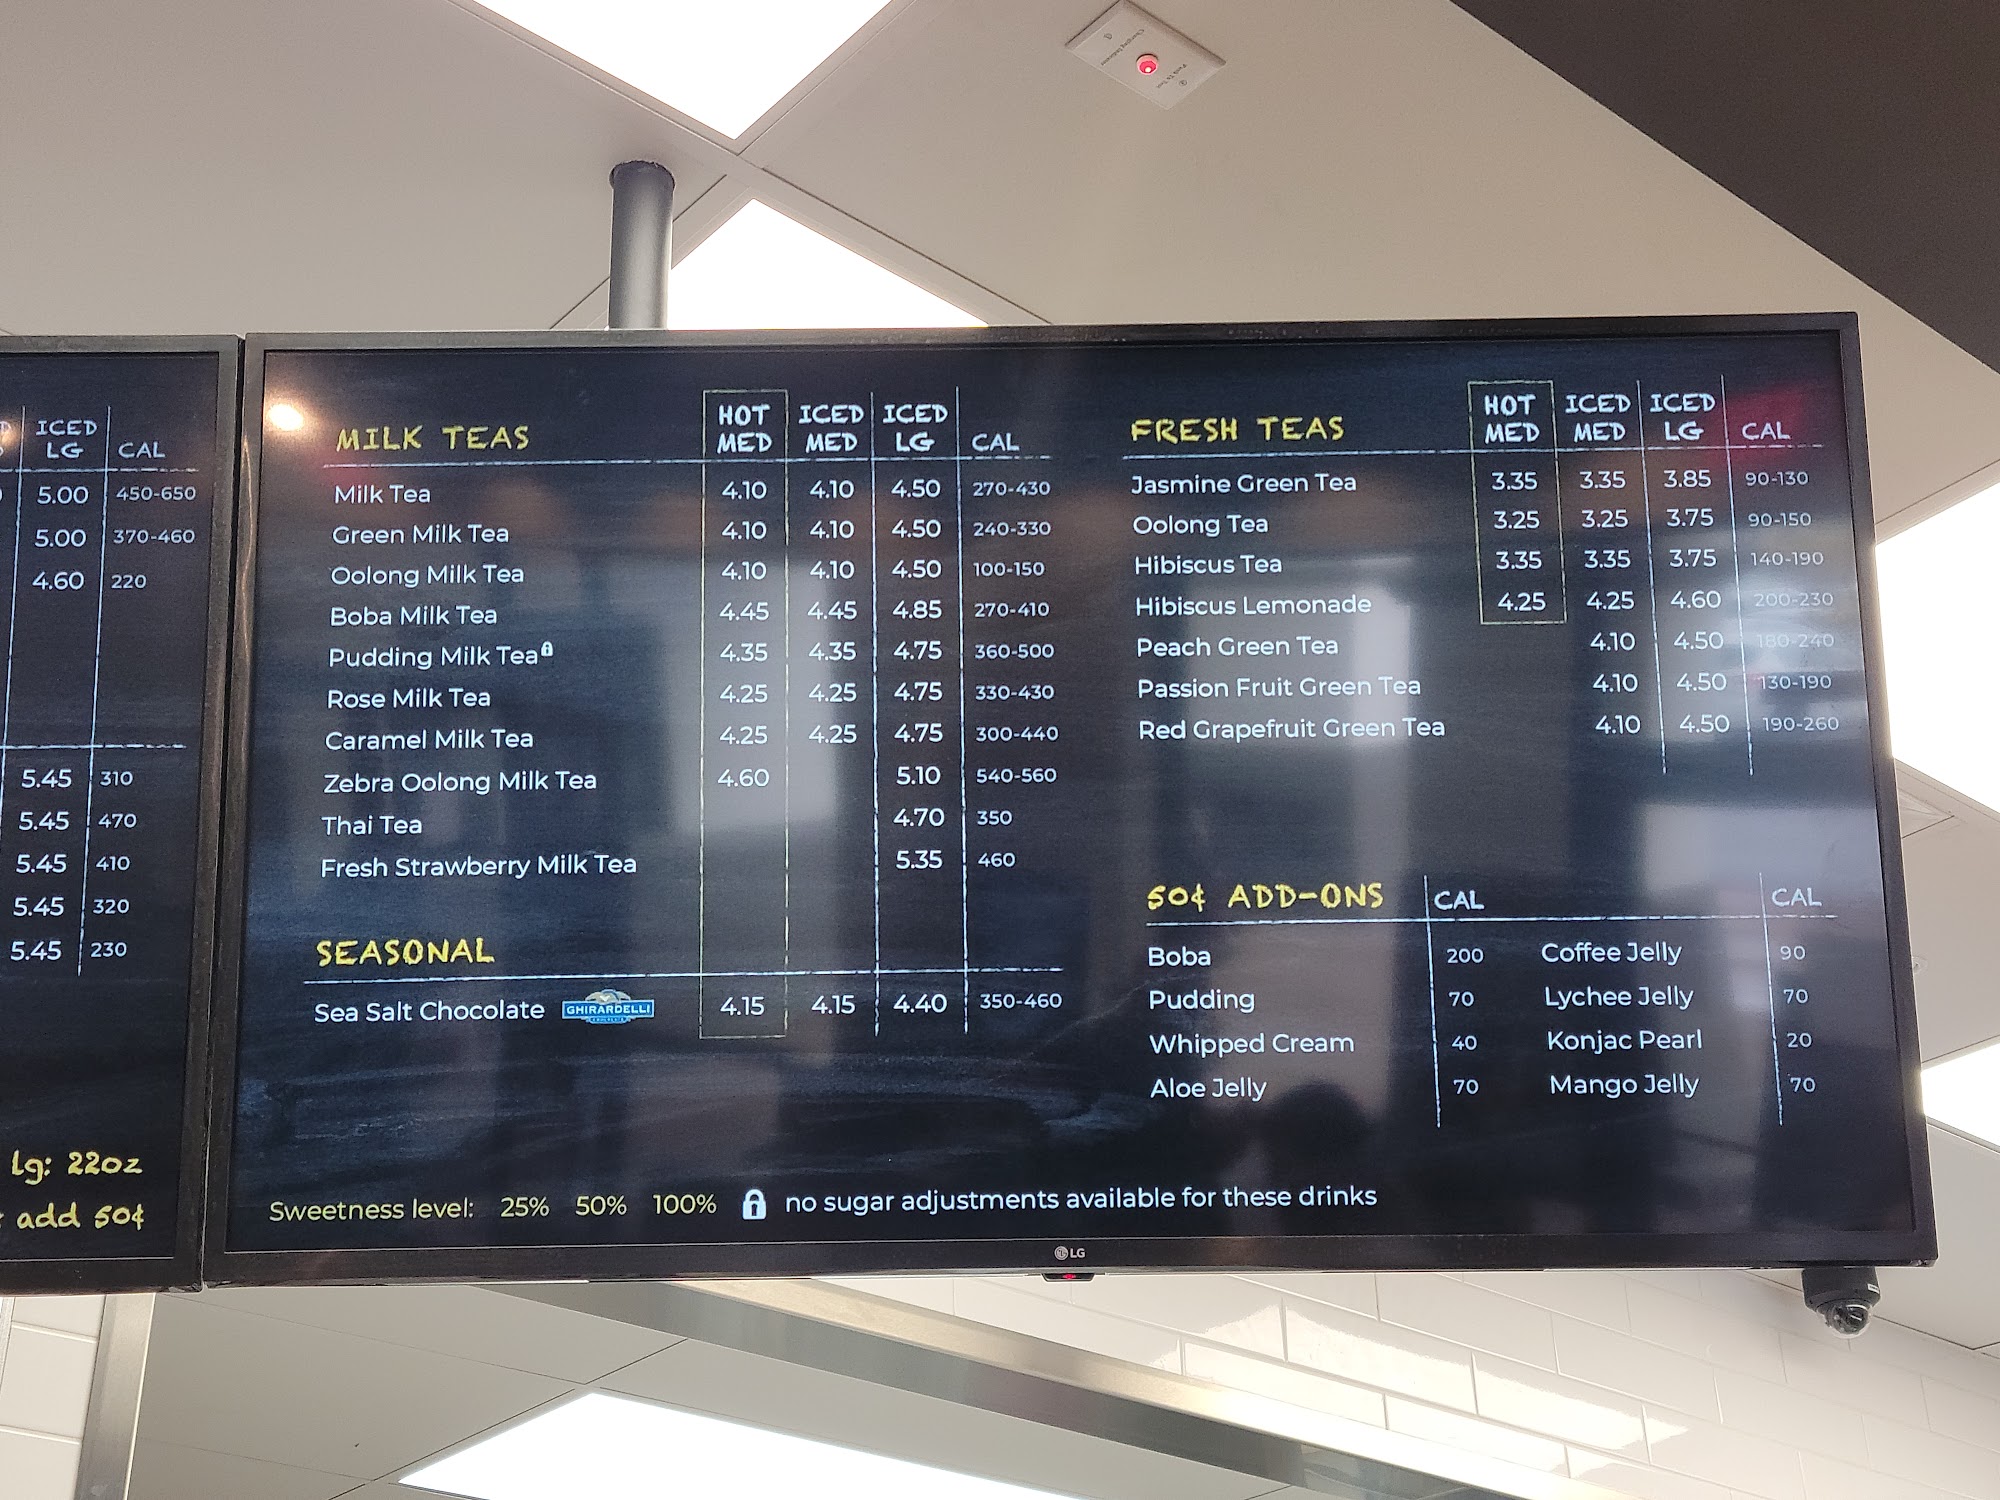 ICED
LG CAL
5.00 450-650
5.00 370-460
4.60 220
5.45 310
5.45 470
5.45 410
5.45 320
5.45 230
lg: 22oz
add 50¢
MILK TEAS HOT MED ICED MED ICED LG CAL
Milk Tea 4.10 4.10 4.50 270-430
Green Milk Tea 4.10 4.10 4.50 240-330
Oolong Milk Tea 4.10 4.10 4.50 100-150
Boba Milk Tea 4.45 4.45 4.85 270-410
Pudding Milk Tea 4.35 4.35 4.75 360-500
Rose Milk Tea 4.25 4.25 4.75 330-430
Caramel Milk Tea 4.25 4.25 4.75 300-440
Zebra Oolong Milk Tea 4.60 5.10 540-560
Thai Tea 4.70 350
Fresh Strawberry Milk Tea 5.35 460
SEASONAL
Sea Salt Chocolate GHIRARDELLI 4.15 4.15 4.40 350-460
FRESH TEAS HOT MED ICED MED ICED LG CAL
Jasmine Green Tea 3.35 3.35 3.85 90-130
Oolong Tea 3.25 3.25 3.75 90-150
Hibiscus Tea 3.35 3.35 3.75 140-190
Hibiscus Lemonade 4.25 4.25 4.60 200-230
Peach Green Tea 4.10 4.50 180-240
Passion Fruit Green Tea 4.10 4.50 130-190
Red Grapefruit Green Tea 4.10 4.50 190-260
50¢ ADD-ONS CAL CAL
Boba 200 Coffee Jelly 90
Pudding 70 Lychee Jelly 70
Whipped Cream 40 Konjac Pearl 20
Aloe Jelly 70 Mango Jelly 70
Sweetness level: 25% 50% 100% no sugar adjustments available for these drinks
LG